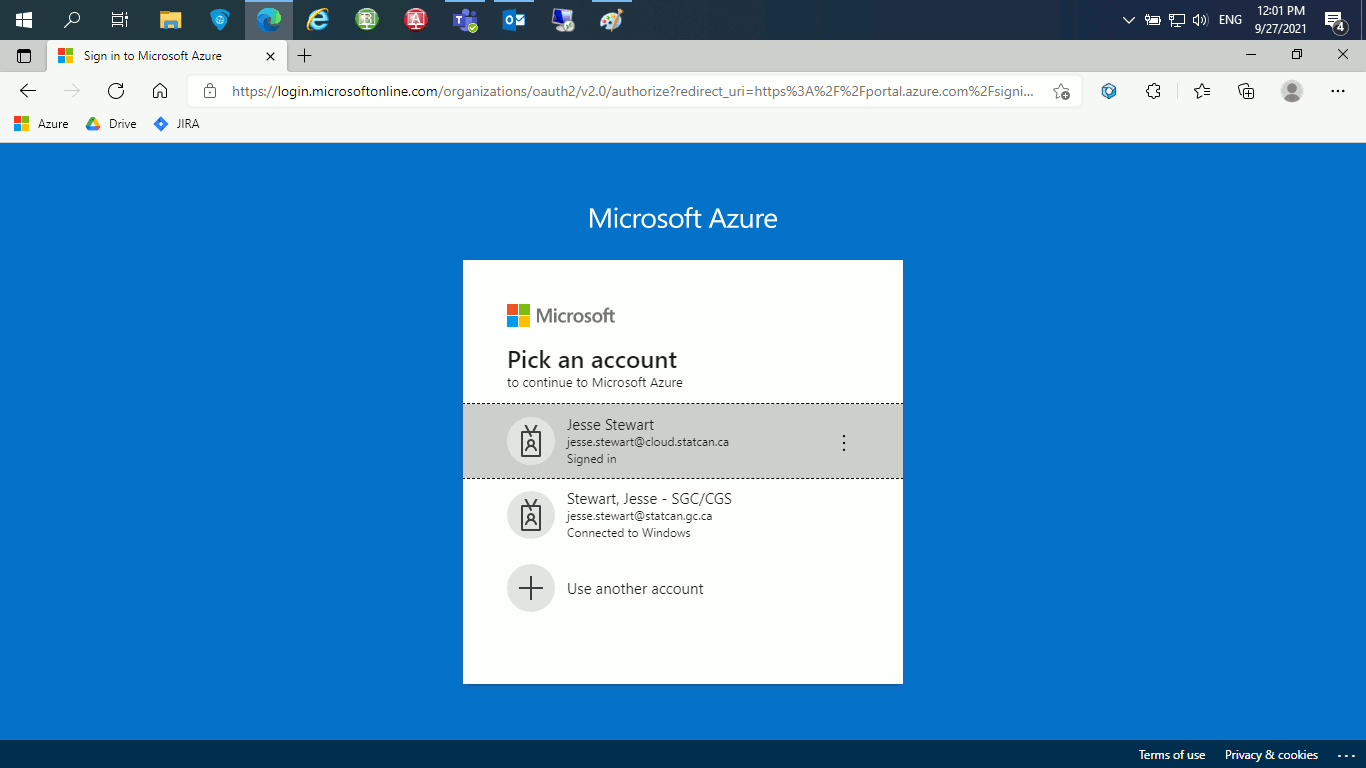 ENG
12:01 PM
9/27/2021
4
Sign in to Microsoft Azure
https://login.microsoftonline.com/organizations/oauth2/v2.0/authorize?redirect_uri=https%3A%2F%2Fportal.azure.com%2Fsigni...
Azure
Drive
JIRA
Microsoft Azure
Microsoft
Pick an account
to continue to Microsoft Azure
Jesse Stewart
jesse.stewart@cloud.statcan.ca
Signed in
Stewart, Jesse - SGC/CGS
jesse.stewart@statcan.gc.ca
Connected to Windows
Use another account
Terms of use
Privacy & cookies